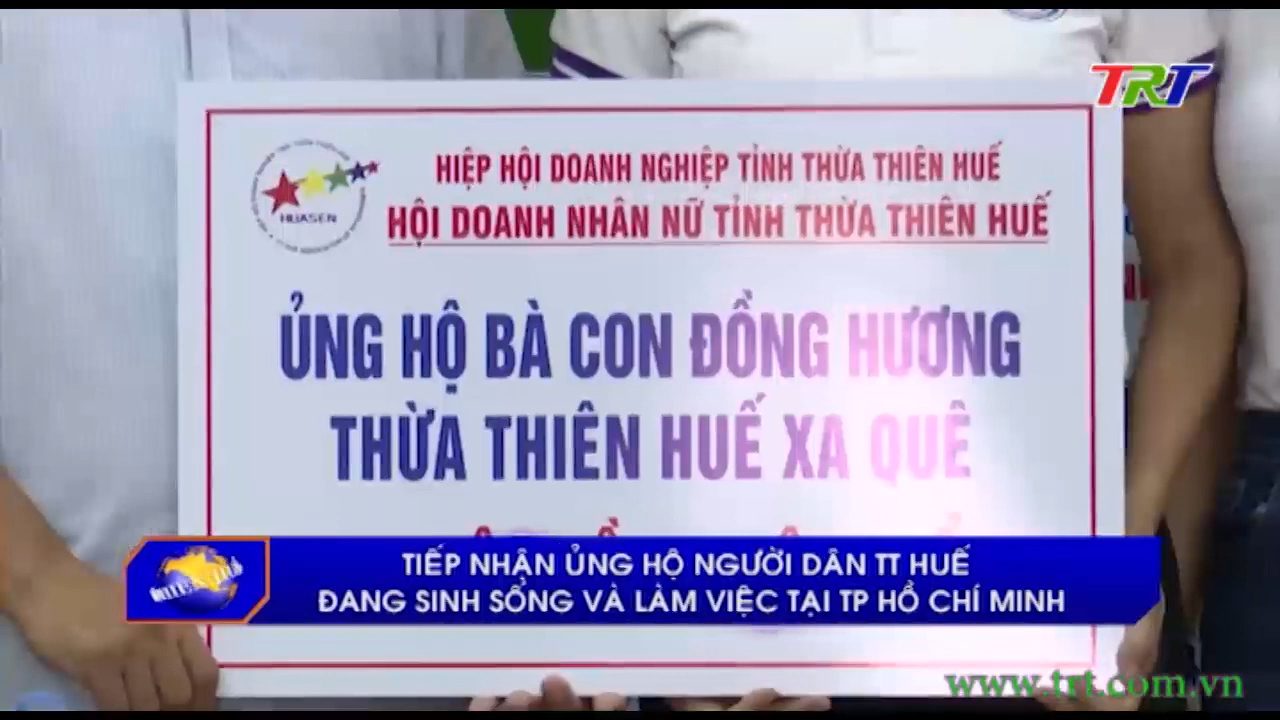 TRT
HIỆP HỘI DOANH NGHIỆP TỈNH THỪA THIÊN HUẾ
HỘI DOANH NHÂN NỮ TỈNH THỪA THIÊN HUẾ
HUASEN
ỦNG HỘ BÀ CON ĐỒNG HƯƠNG
THỪA THIÊN HUẾ XA QUÊ
TIẾP NHẬN ỦNG HỘ NGƯỜI DÂN TT HUẾ
ĐANG SINH SỐNG VÀ LÀM VIỆC TẠI TP HỒ CHÍ MINH
www.trt.com.vn